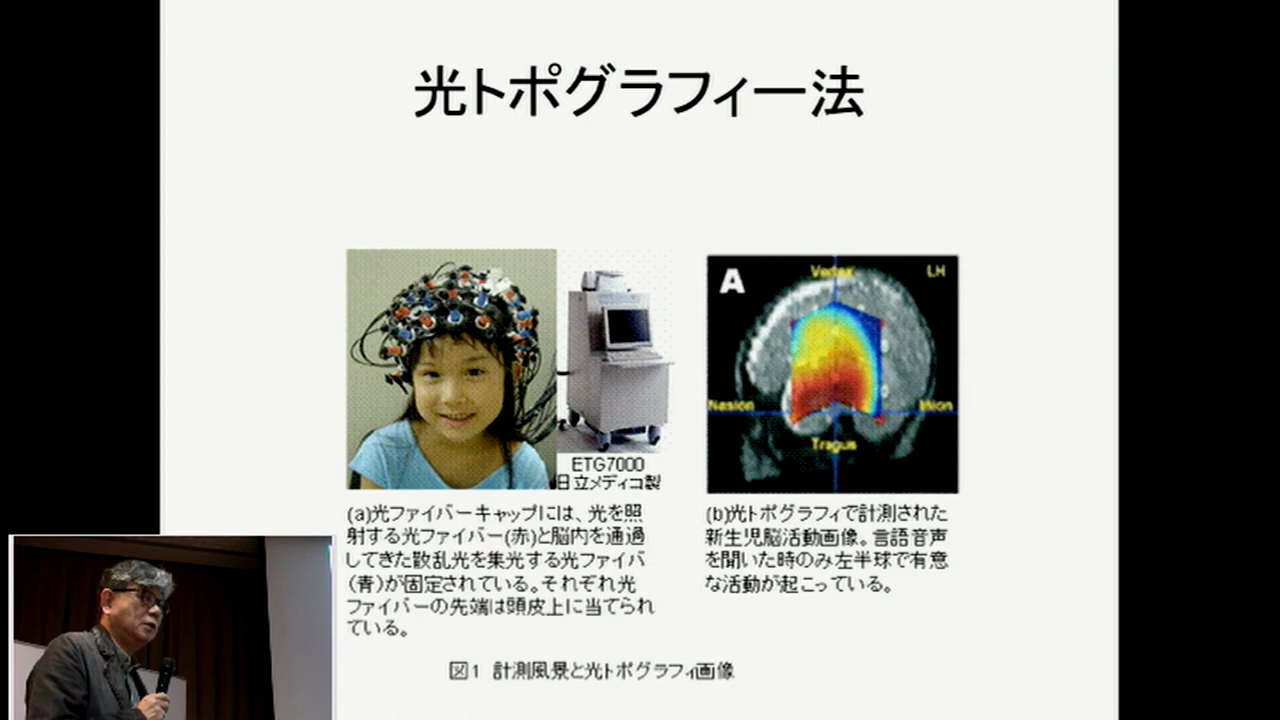 光トポグラフィー法
A
Vertex
LH
Nasion
Inion
Tragus
ETG7000
日立メディコ製
(a)光ファイバーキャップには、光を照
射する光ファイバー(赤)と脳内を通過
してきた散乱光を集光する光ファイバ
(青)が固定されている。それぞれ光
ファイバーの先端は頭皮上に当てられ
ている。
(b)光トポグラフィで計測された
新生児脳活動画像。言語音声
を聞いた時のみ左半球で有意
な活動が起こっている。
図1 計測風景と光トポグラフィ画像